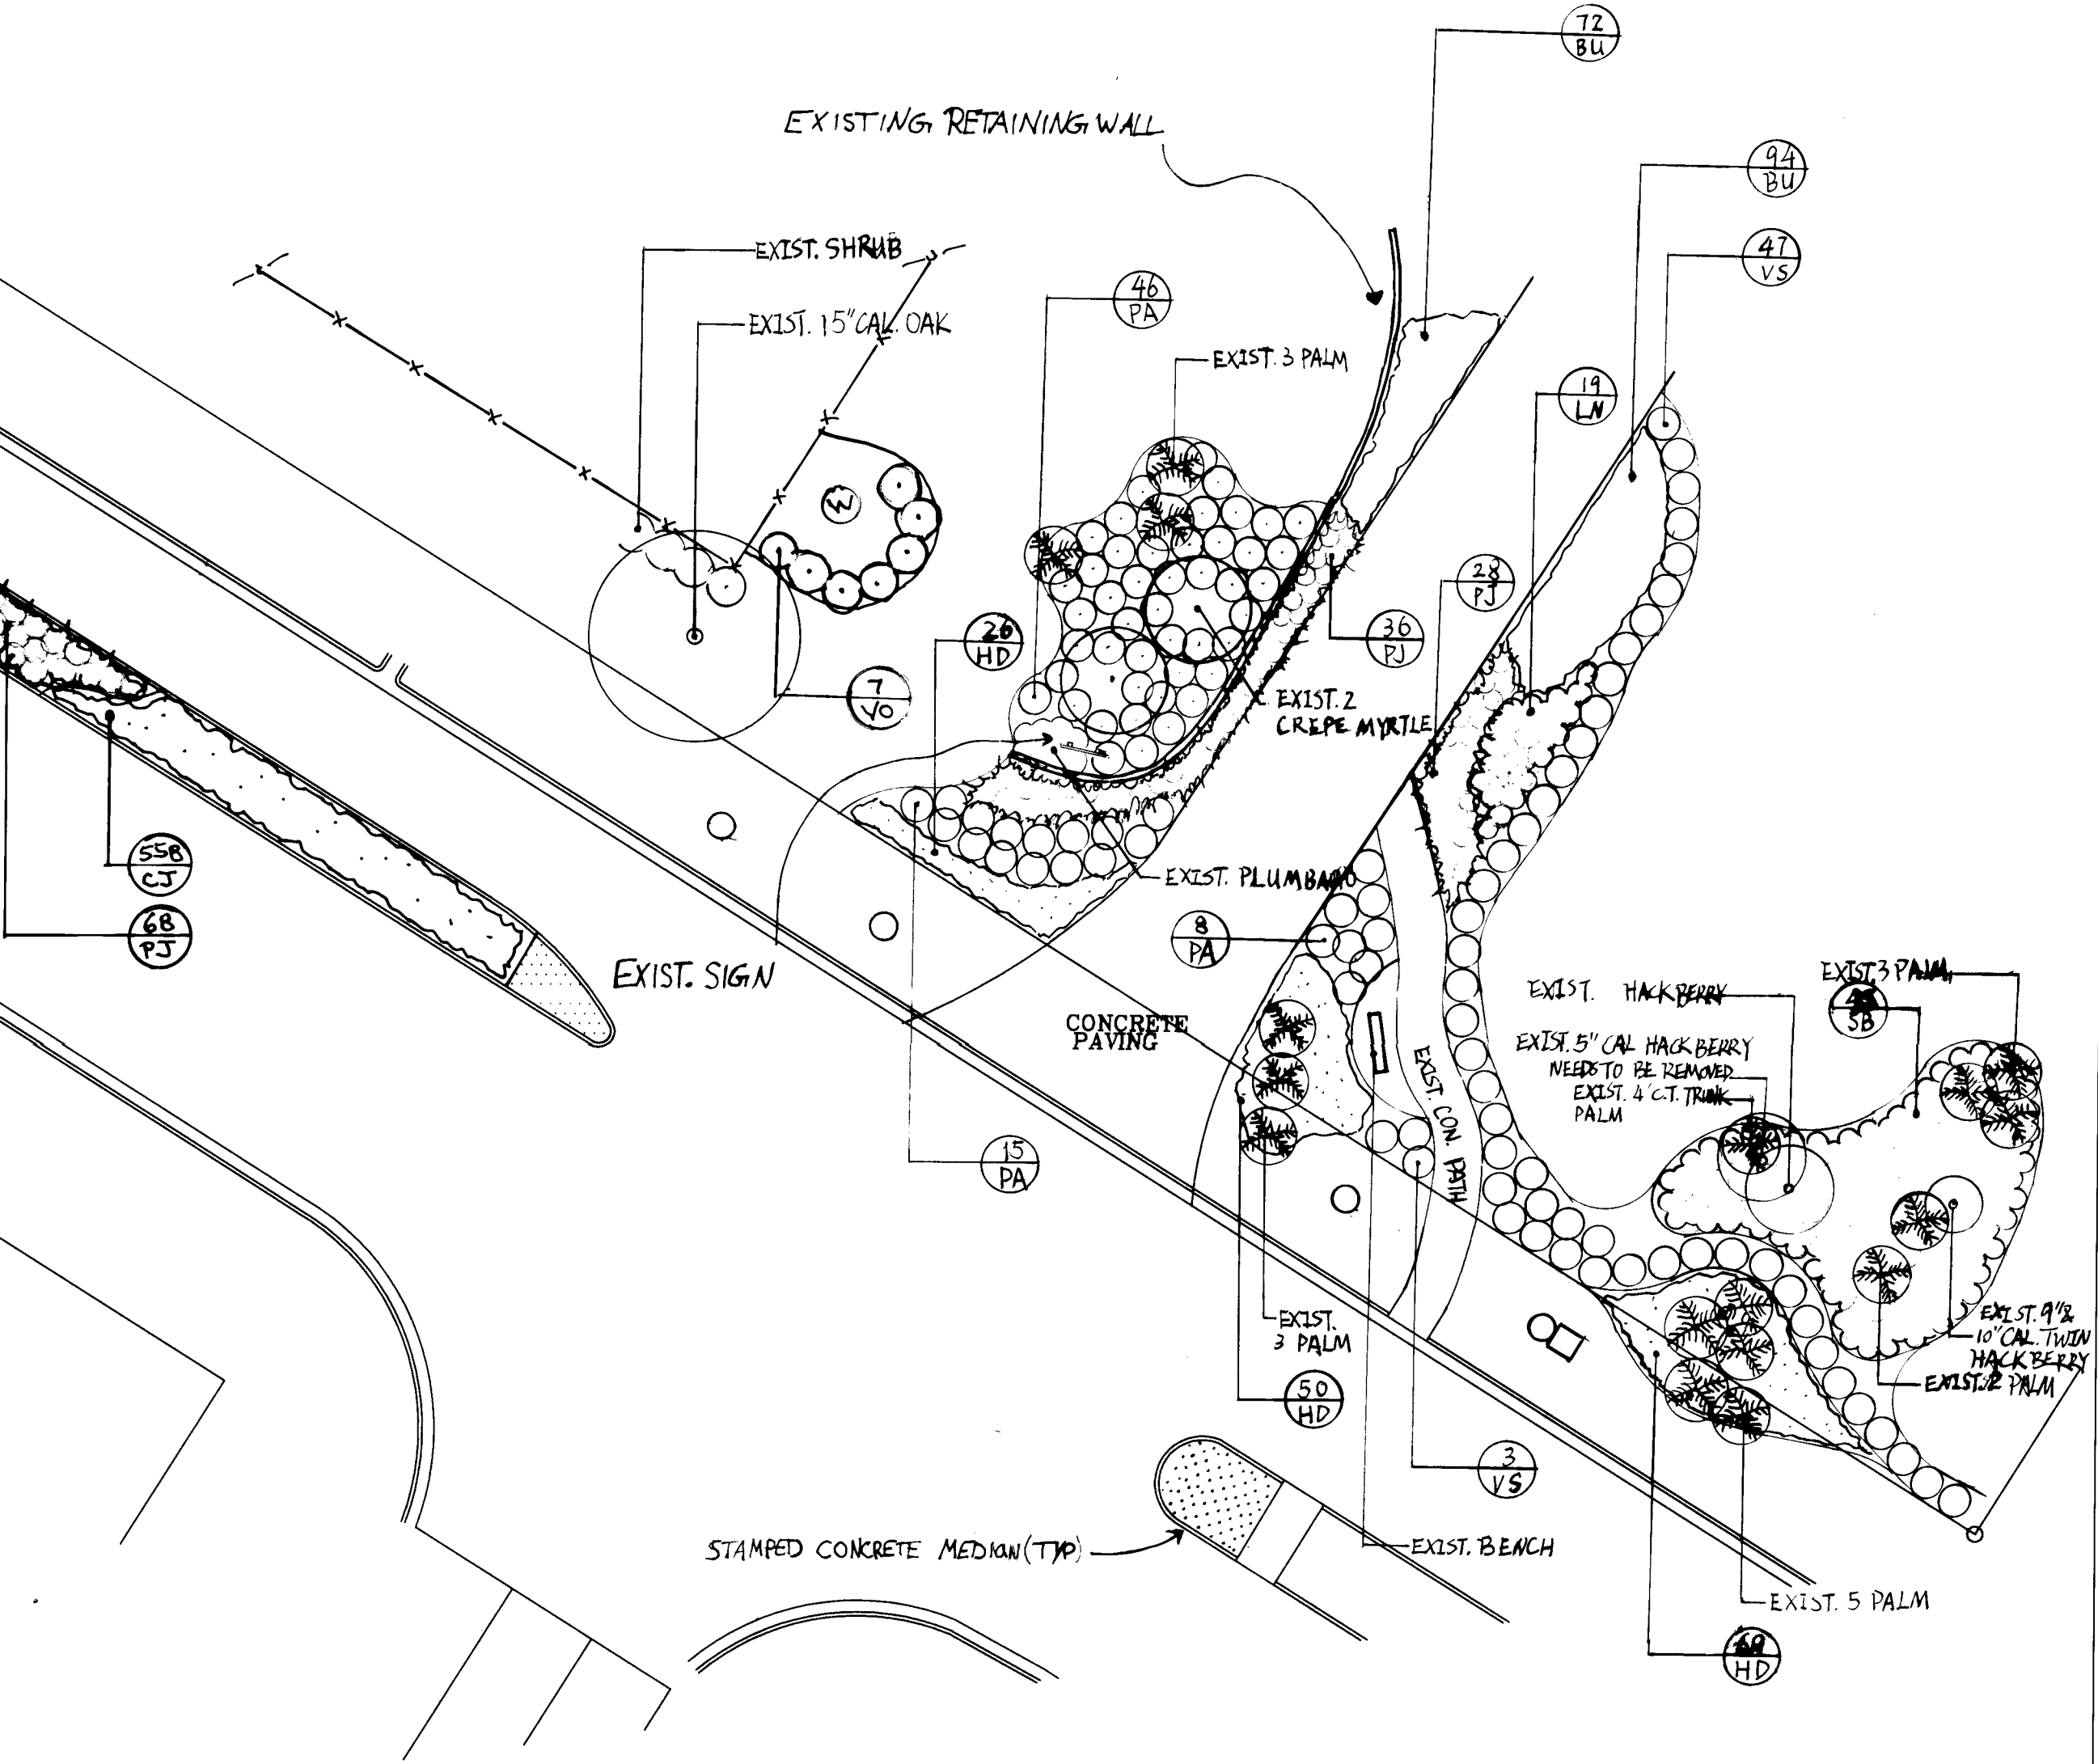 72
BU
EXISTING RETAINING WALL
94
BU
47
VS
EXIST. SHRUB
46
PA
EXIST. 15" CAL. OAK
EXIST. 3 PALM
19
LN
W
28
PJ
26
HD
36
PJ
7
VO
EXIST. 2
CREPE MYRTLE
55B
CJ
EXIST. PLUMBAGO
6B
PJ
8
PA
EXIST. SIGN
EXIST. 3 PALM
EXIST. HACKBERRY
SB
CONCRETE
PAVING
EXIST. 5" CAL HACKBERRY
NEEDS TO BE REMOVED
EXIST. 4' C.T. TRUNK
PALM
EXIST. CON. PATH
15
PA
EXIST.
3 PALM
EXIST. 9" &
10" CAL. TWIN
HACKBERRY
EXIST. 2 PALM
50
HD
3
VS
STAMPED CONCRETE MEDIAN (TYP)
EXIST. BENCH
EXIST. 5 PALM
HD